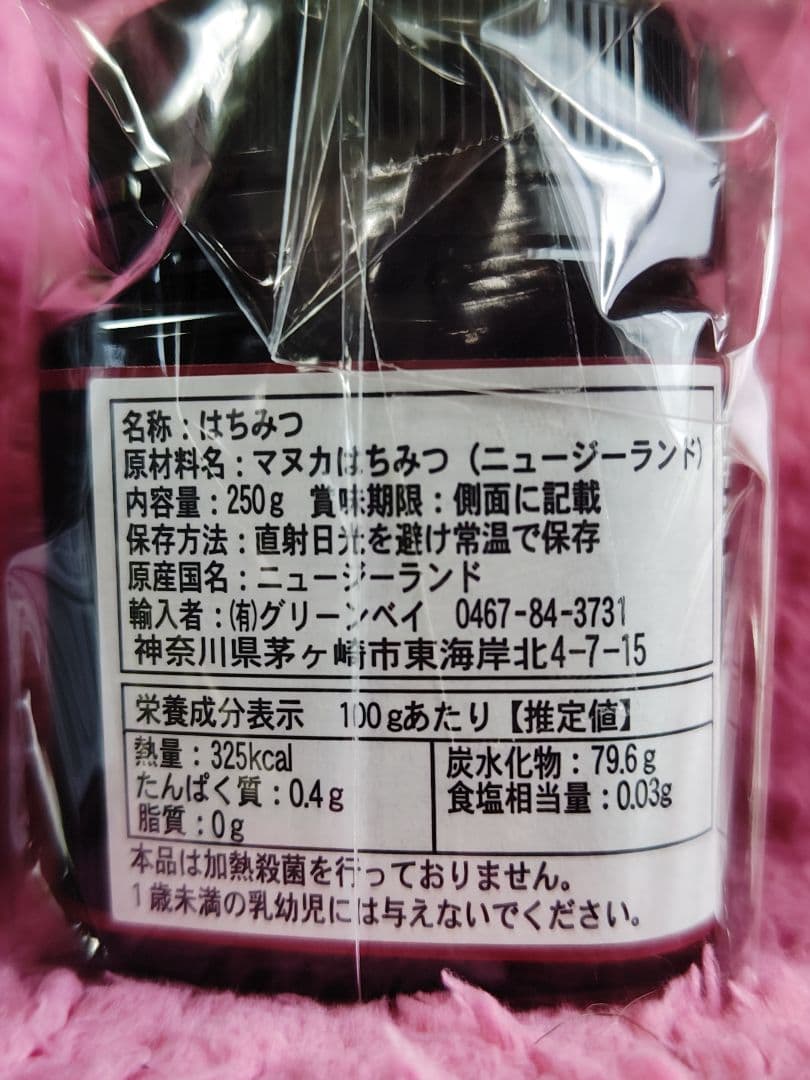 名称：はちみつ
原材料名：マヌカはちみつ（ニュージーランド）
内容量：250g　賞味期限：側面に記載
保存方法：直射日光を避け常温で保存
原産国名：ニュージーランド
輸入者：㈲グリーンベイ　0467-84-3731
神奈川県茅ヶ崎市東海岸北4-7-15
栄養成分表示　100gあたり【推定値】
熱量：325kcal
たんぱく質：0.4g
脂質：0g
炭水化物：79.6g
食塩相当量：0.03g
本品は加熱殺菌を行っておりません。
1歳未満の乳幼児には与えないでください。